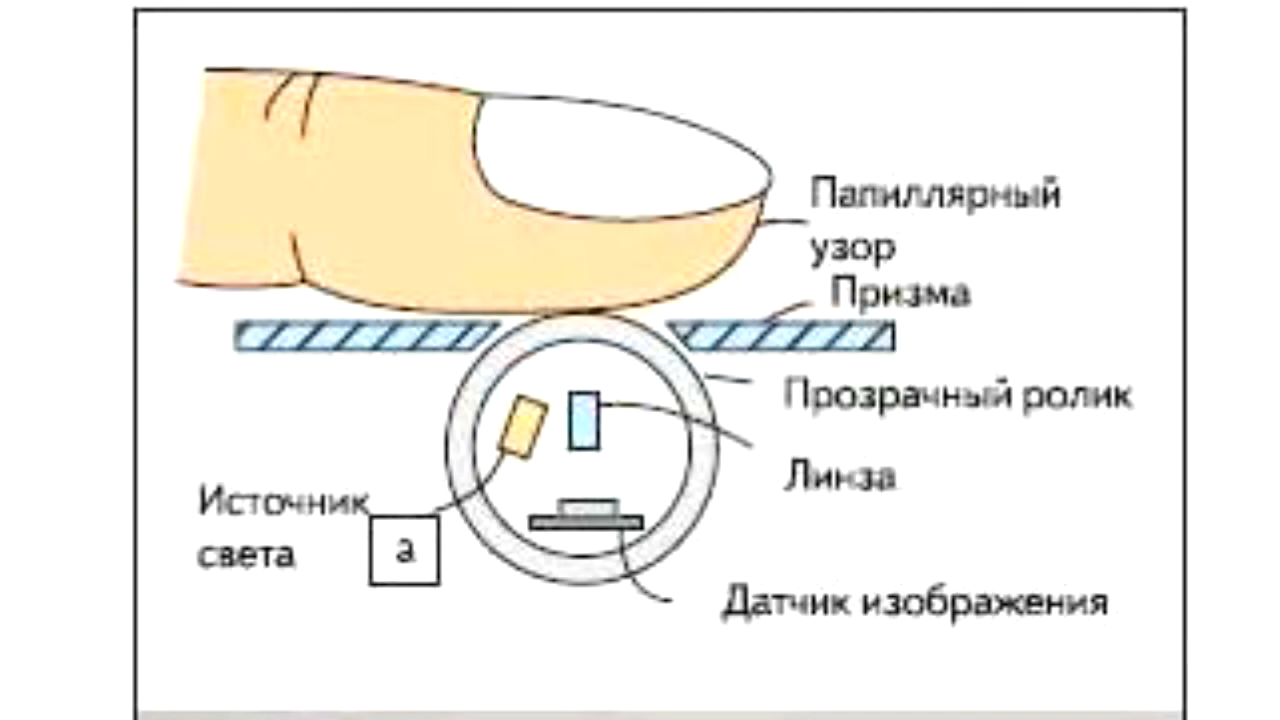 Папиллярный
узор
Призма
Прозрачный ролик
Линза
Источник
света
а
Датчик изображения